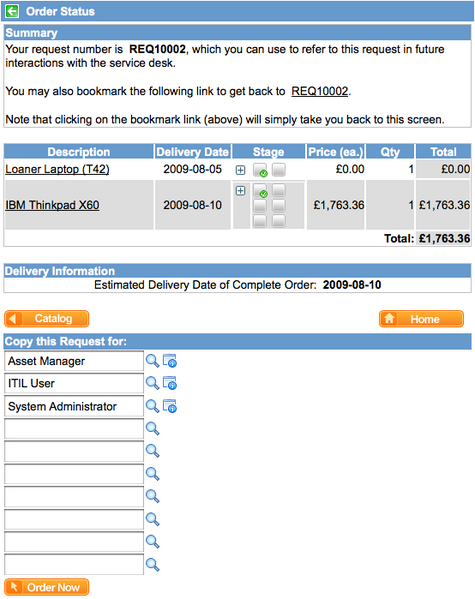 Order Status
Summary
Your request number is REQ10002, which you can use to refer to this request in future
interactions with the service desk.
You may also bookmark the following link to get back to REQ10002.
Note that clicking on the bookmark link (above) will simply take you back to this screen.
Description Delivery Date Stage Price (ea.) Qty Total
Loaner Laptop (T42) 2009-08-05 £0.00 1 £0.00
IBM Thinkpad X60 2009-08-10 £1,763.36 1 £1,763.36
Total: £1,763.36
Delivery Information
Estimated Delivery Date of Complete Order: 2009-08-10
Catalog Home
Copy this Request for:
Asset Manager
ITIL User
System Administrator
Order Now